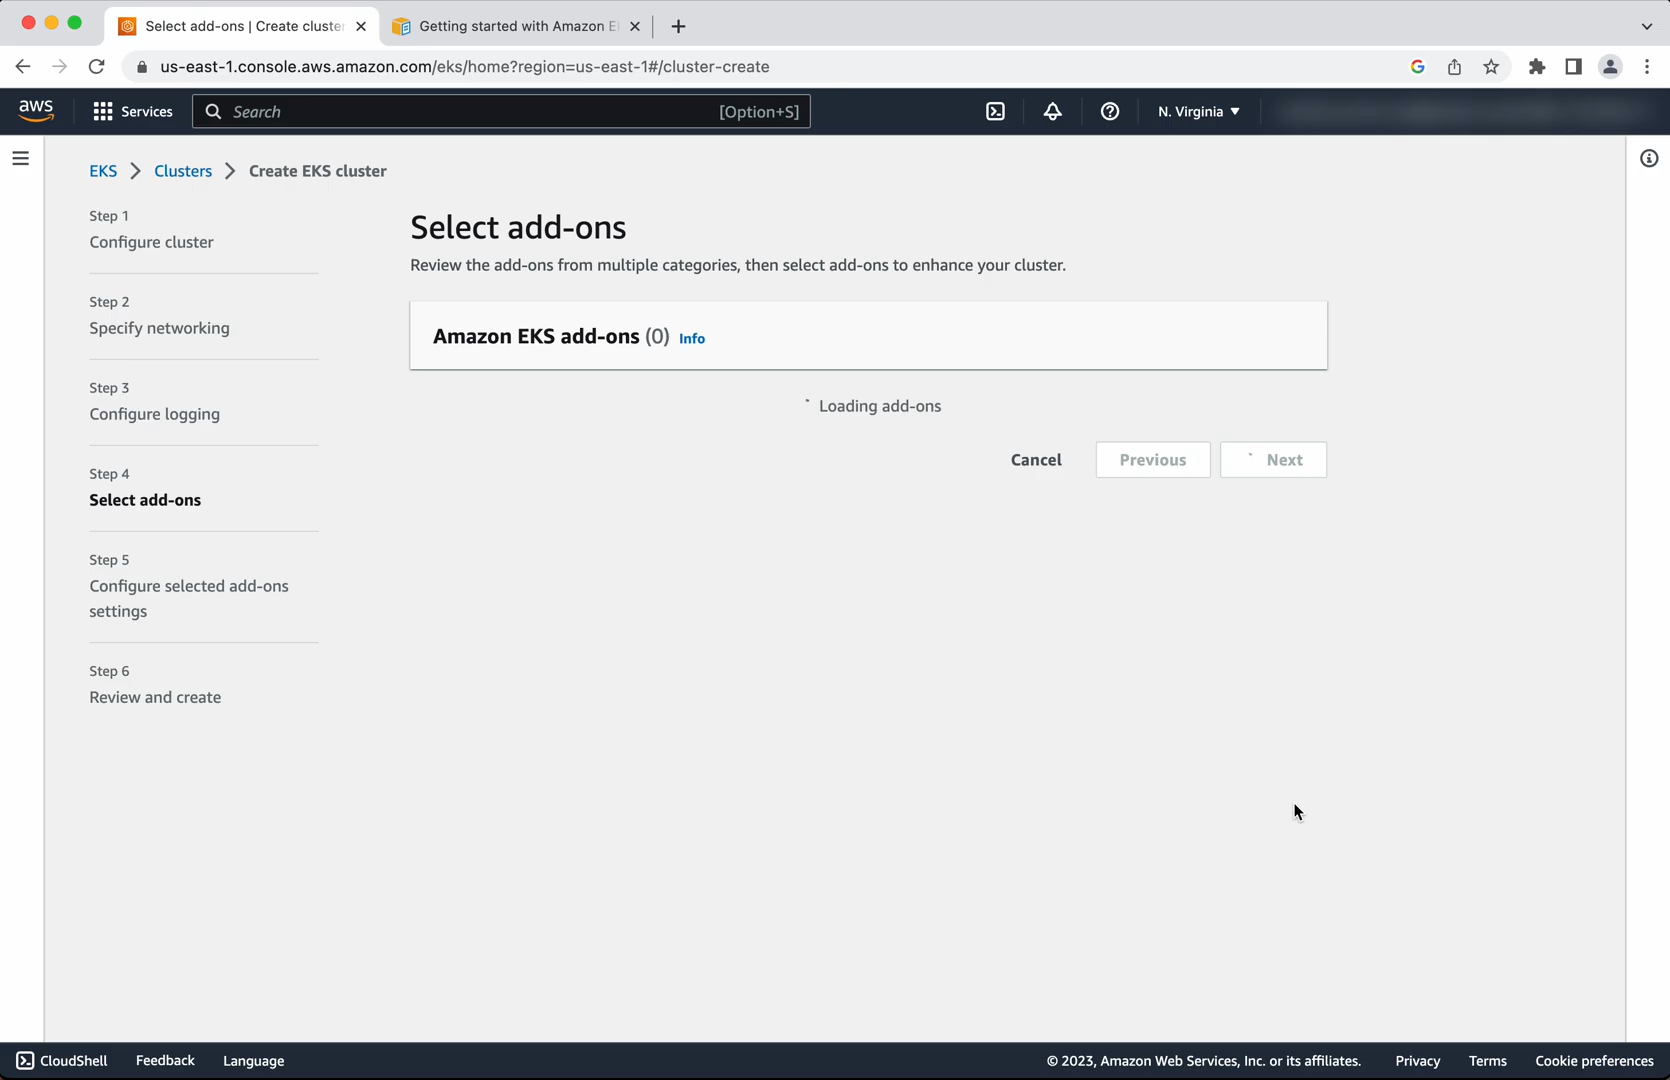 Select add-ons | Create cluster
Getting started with Amazon E
us-east-1.console.aws.amazon.com/eks/home?region=us-east-1#/cluster-create
aws
Services
Search
[Option+S]
N. Virginia
EKS
Clusters
Create EKS cluster
Step 1
Configure cluster
Step 2
Specify networking
Step 3
Configure logging
Step 4
Select add-ons
Step 5
Configure selected add-ons
settings
Step 6
Review and create
Select add-ons
Review the add-ons from multiple categories, then select add-ons to enhance your cluster.
Amazon EKS add-ons (0) Info
Loading add-ons
Cancel
Previous
Next
CloudShell
Feedback
Language
© 2023, Amazon Web Services, Inc. or its affiliates.
Privacy
Terms
Cookie preferences